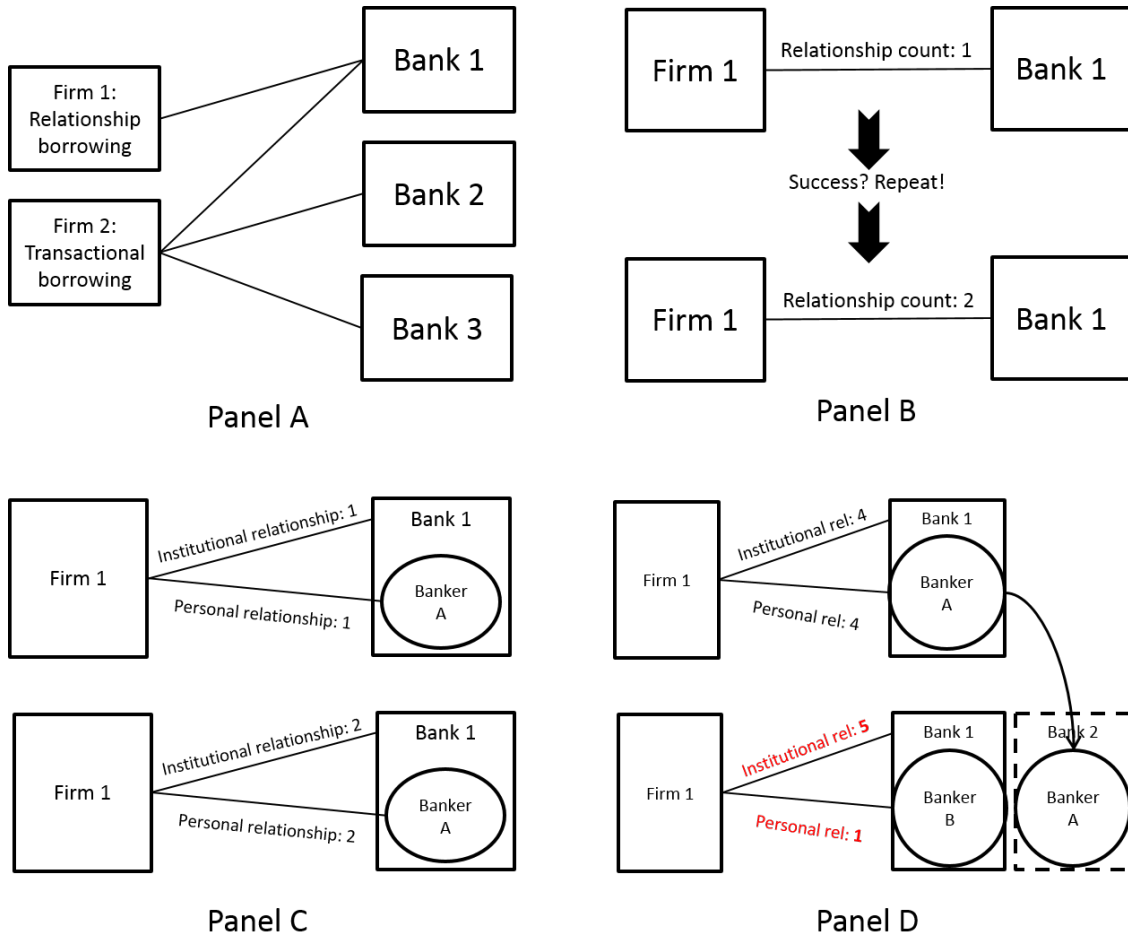 Firm 1:
Relationship
borrowing
Firm 2:
Transactional
borrowing
Bank 1
Bank 2
Bank 3
Panel A
Firm 1
Relationship count: 1
Bank 1
Success? Repeat!
Firm 1
Relationship count: 2
Bank 1
Panel B
Firm 1
Institutional relationship: 1
Personal relationship: 1
Bank 1
Banker
A
Firm 1
Institutional relationship: 2
Personal relationship: 2
Bank 1
Banker
A
Panel C
Firm 1
Institutional rel: 4
Personal rel: 4
Bank 1
Banker
A
Firm 1
Institutional rel: 5
Personal rel: 1
Bank 1
Banker
B
Bank 2
Banker
A
Panel D